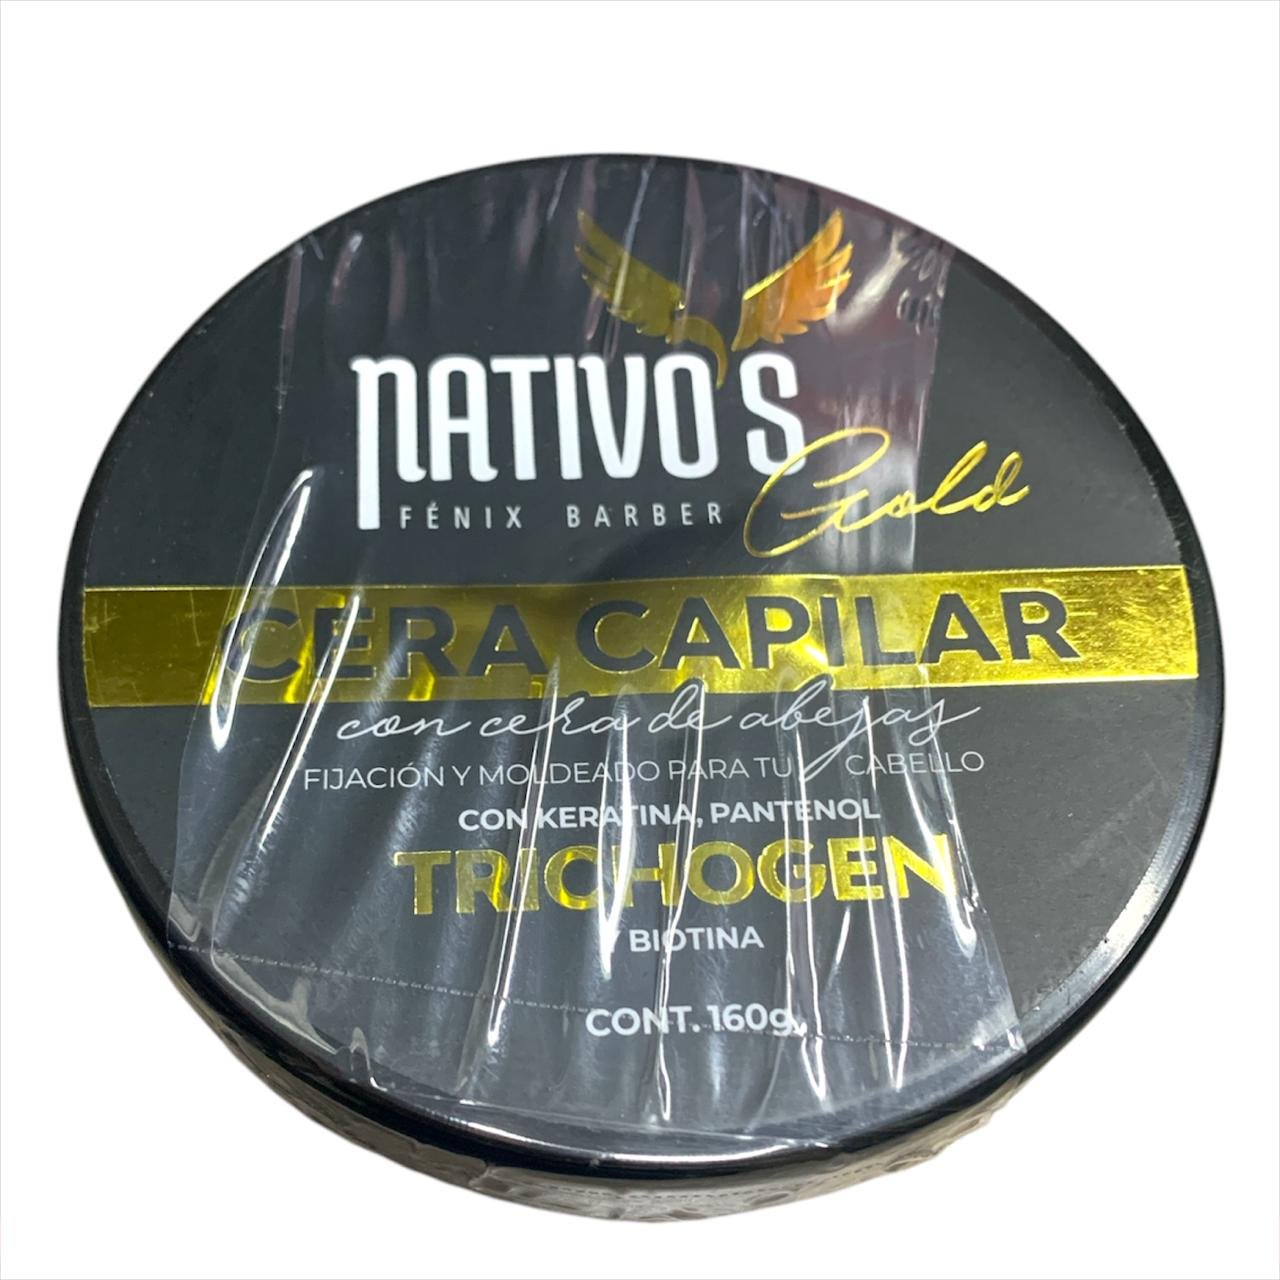 NATIVO'S
FÉNIX BARBER Gold
CERA CAPILAR
con cera de abejas
FIJACIÓN Y MOLDEADO PARA TU CABELLO
CON KERATINA, PANTENOL
TRICHOGEN
Y BIOTINA
CONT. 160g.